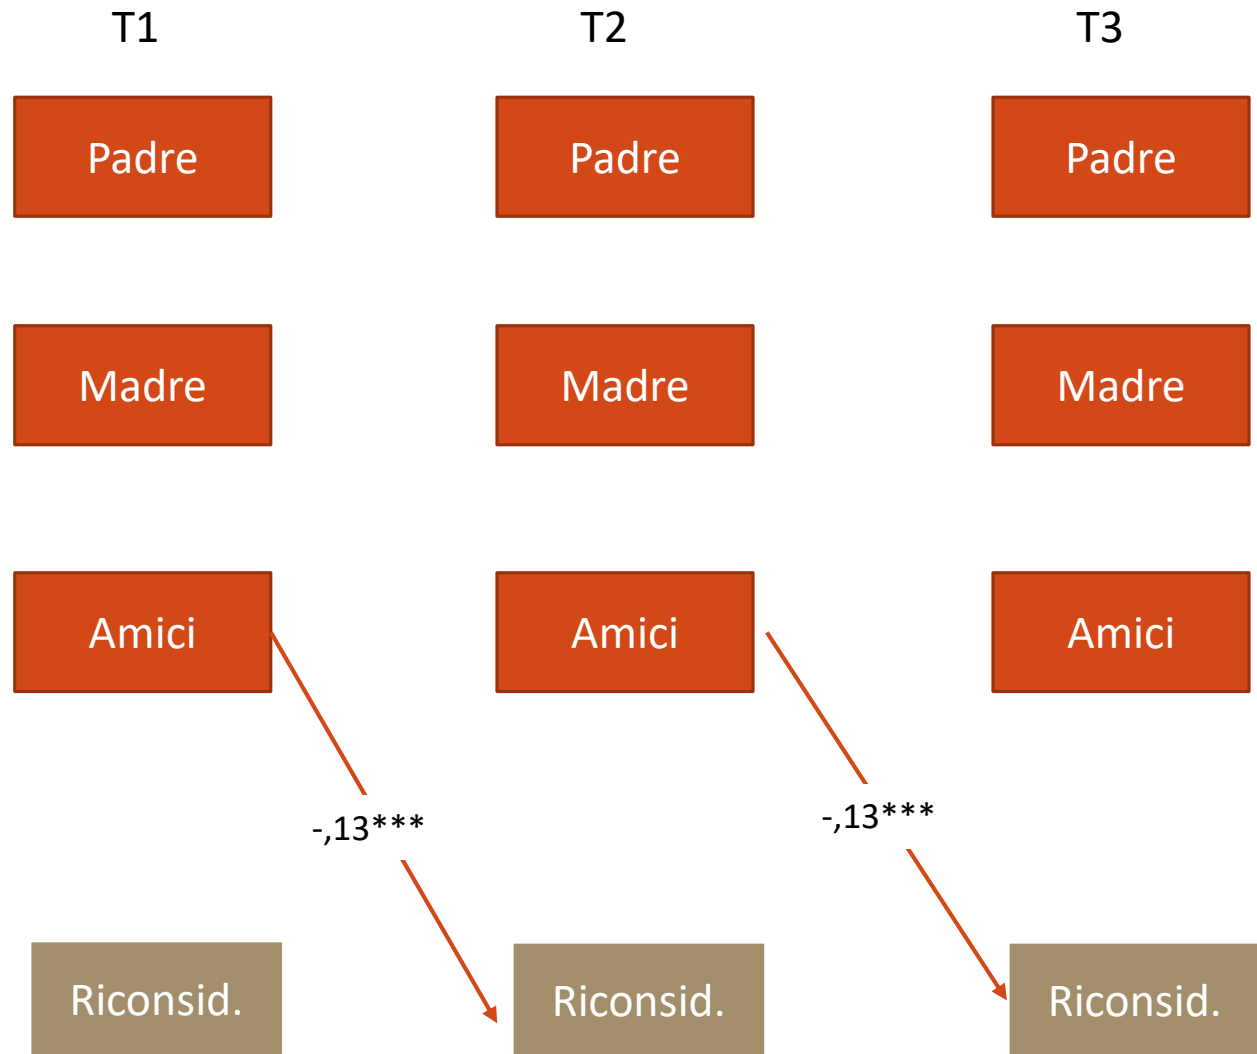 T1 T2 T3
Padre Padre Padre
Madre Madre Madre
Amici Amici Amici
-,13*** -,13***
Riconsid. Riconsid. Riconsid.